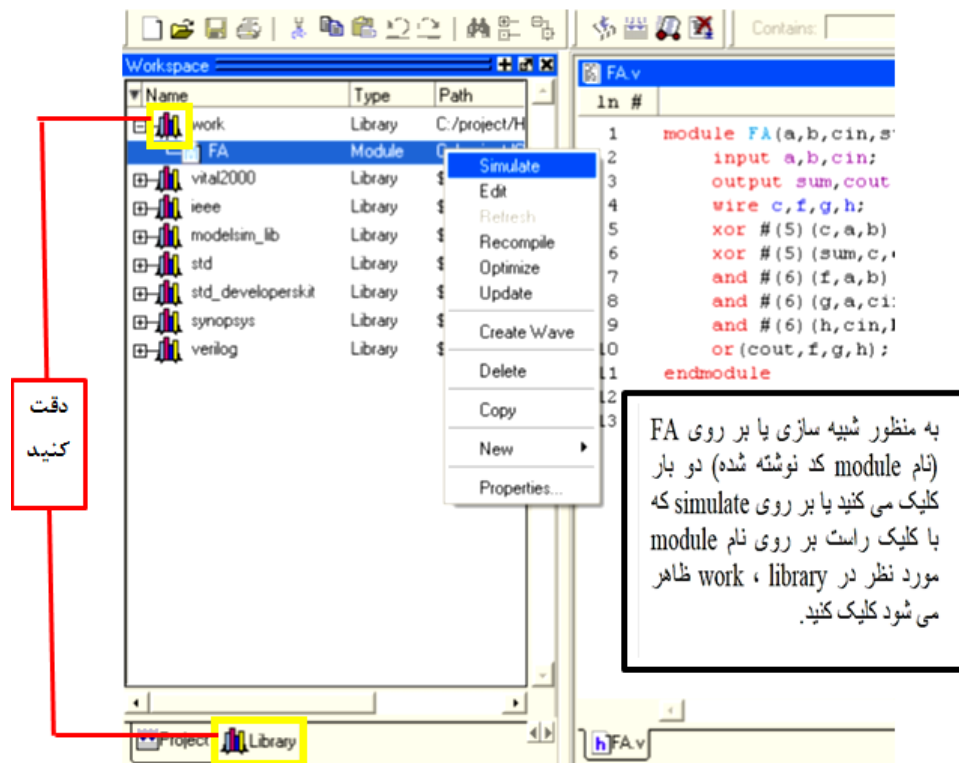 Contains:
Workspace
Name Type Path
work Library C:/project/H
FA Module
vital2000 Library $
ieee Library $
modelsim_lib Library $
std Library $
std_developerskit Library $
synopsys Library $
verilog Library $
Simulate
Edit
Refresh
Recompile
Optimize
Update
Create Wave
Delete
Copy
New
Properties...
Project Library
FA.v
ln #
1 module FA(a,b,cin,s
2 input a,b,cin;
3 output sum,cout
4 wire c,f,g,h;
5 xor #(5)(c,a,b)
6 xor #(5)(sum,c,
7 and #(6)(f,a,b)
8 and #(6)(g,a,ci
9 and #(6)(h,cin,
10 or(cout,f,g,h);
11 endmodule
12
13
h FA.v
دقت
کنید
به منظور شبیه سازی یا بر روی FA
(نام module کد نوشته شده) دو بار
کلیک می کنید یا بر روی simulate که
با کلیک راست بر روی نام module
مورد نظر در work ، library ظاهر
می شود کلیک کنید.